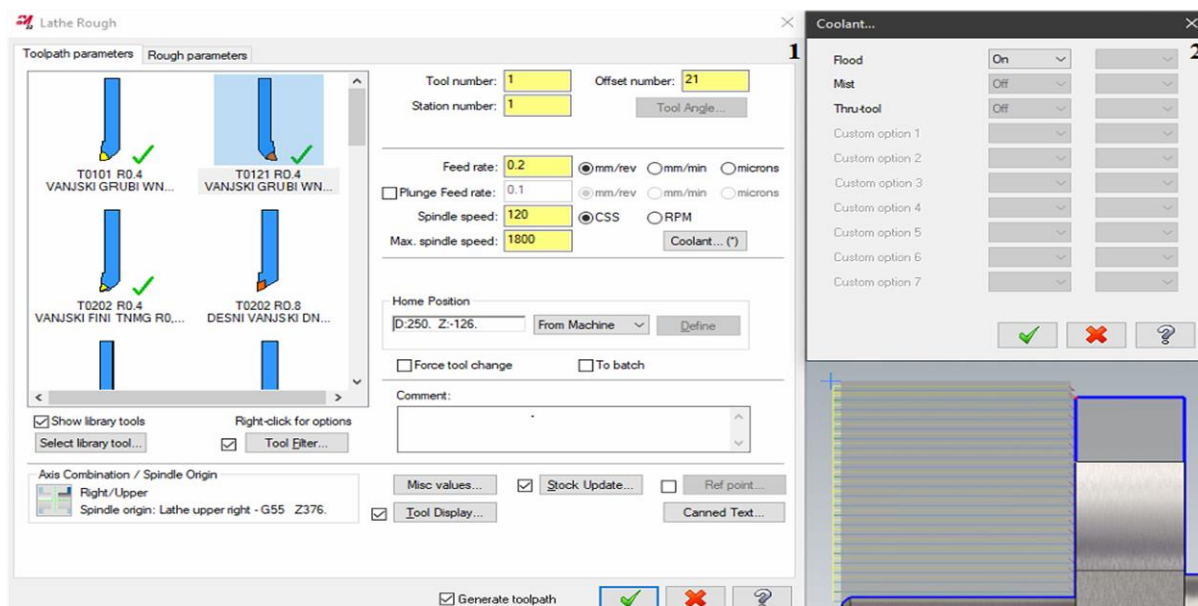 Lathe Rough
Toolpath parameters
Rough parameters
1
T0101 R0.4
VANJSKI GRUBI WN...
T0121 R0.4
VANJSKI GRUBI WN...
T0202 R0.4
VANJSKI FINI TNMG R0,...
T0202 R0.8
DESNI VANJSKI DN...
Show library tools
Right-click for options
Select library tool...
Tool Filter...
Axis Combination / Spindle Origin
Right/Upper
Spindle origin: Lathe upper right - G55 Z376.
Tool number: 1
Offset number: 21
Station number: 1
Tool Angle...
Feed rate: 0.2 mm/rev mm/min microns
Plunge Feed rate: 0.1 mm/rev mm/min microns
Spindle speed: 120 CSS RPM
Max. spindle speed: 1800
Coolant... (*)
Home Position
D:250. Z:-126. From Machine Define
Force tool change To batch
Comment:
Misc values... Stock Update... Ref point...
Tool Display... Canned Text...
Generate toolpath
Coolant...
2
Flood On
Mist Off
Thru-tool Off
Custom option 1
Custom option 2
Custom option 3
Custom option 4
Custom option 5
Custom option 6
Custom option 7